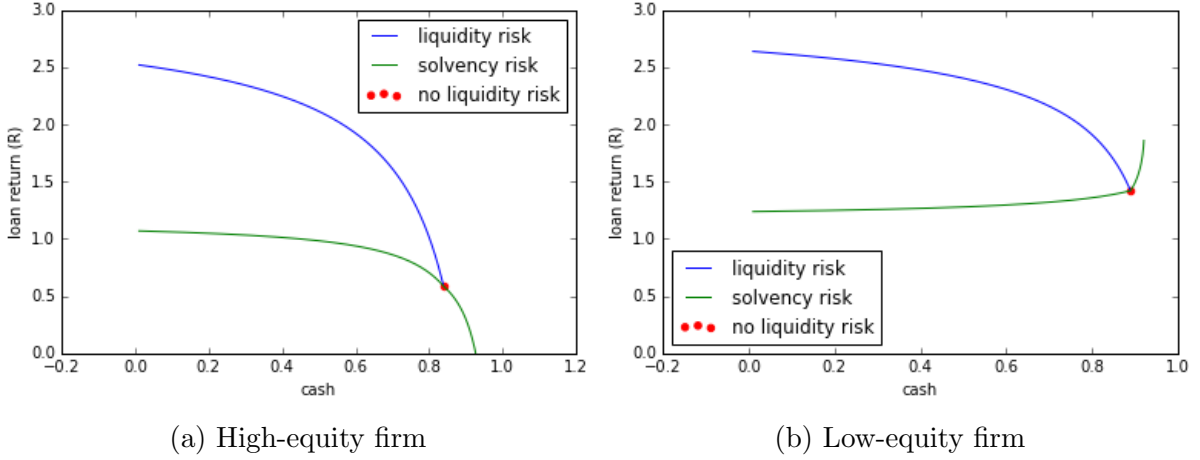 3.0
2.5
2.0
1.5
1.0
0.5
0.0
−0.2
0.0
0.2
0.4
0.6
0.8
1.0
1.2
loan return (R)
cash
liquidity risk
solvency risk
no liquidity risk
(a) High-equity firm
3.0
2.5
2.0
1.5
1.0
0.5
0.0
−0.2
0.0
0.2
0.4
0.6
0.8
1.0
loan return (R)
cash
liquidity risk
solvency risk
no liquidity risk
(b) Low-equity firm